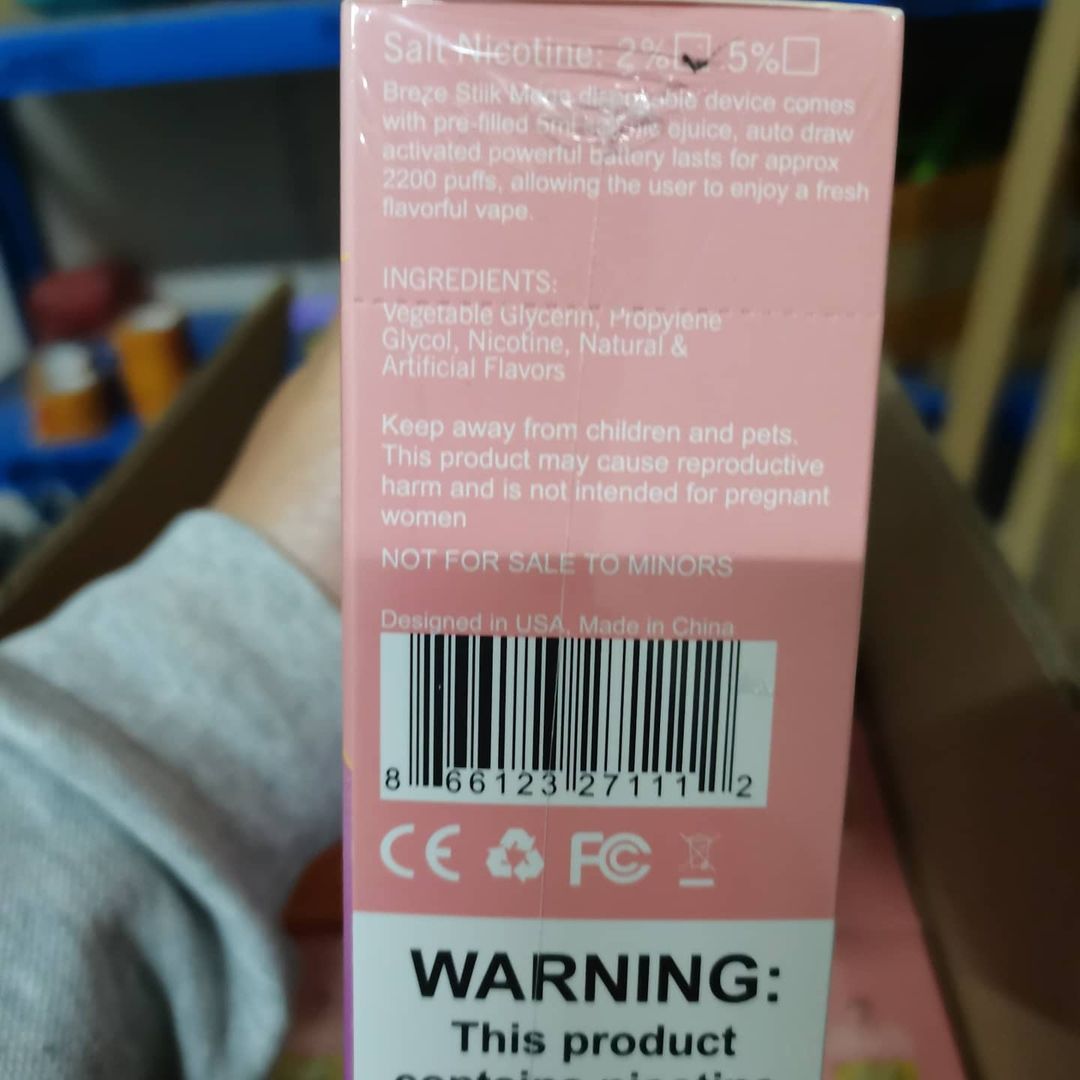 Salt Nicotine: 2% 5%
Breze Stiik Mega disposable device comes
with pre-filled 6ml ejuice, auto draw
activated powerful battery lasts for approx
2200 puffs, allowing the user to enjoy a fresh
flavorful vape.
INGREDIENTS:
Vegetable Glycerin, Propylene
Glycol, Nicotine, Natural &
Artificial Flavors
Keep away from children and pets.
This product may cause reproductive
harm and is not intended for pregnant
women
NOT FOR SALE TO MINORS
Designed in USA, Made in China
8 66123 27111 2
CE FC
WARNING:
This product
contains nicotine